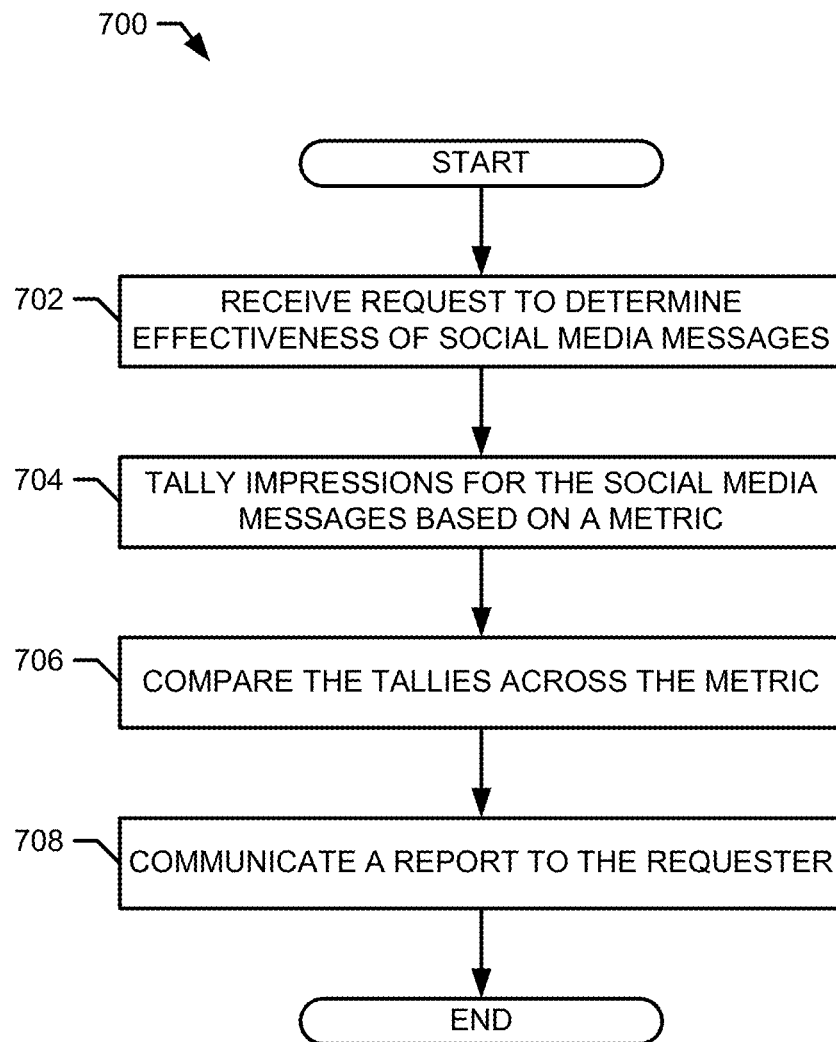 700
START
702
RECEIVE REQUEST TO DETERMINE
EFFECTIVENESS OF SOCIAL MEDIA MESSAGES
704
TALLY IMPRESSIONS FOR THE SOCIAL MEDIA
MESSAGES BASED ON A METRIC
706
COMPARE THE TALLIES ACROSS THE METRIC
708
COMMUNICATE A REPORT TO THE REQUESTER
END